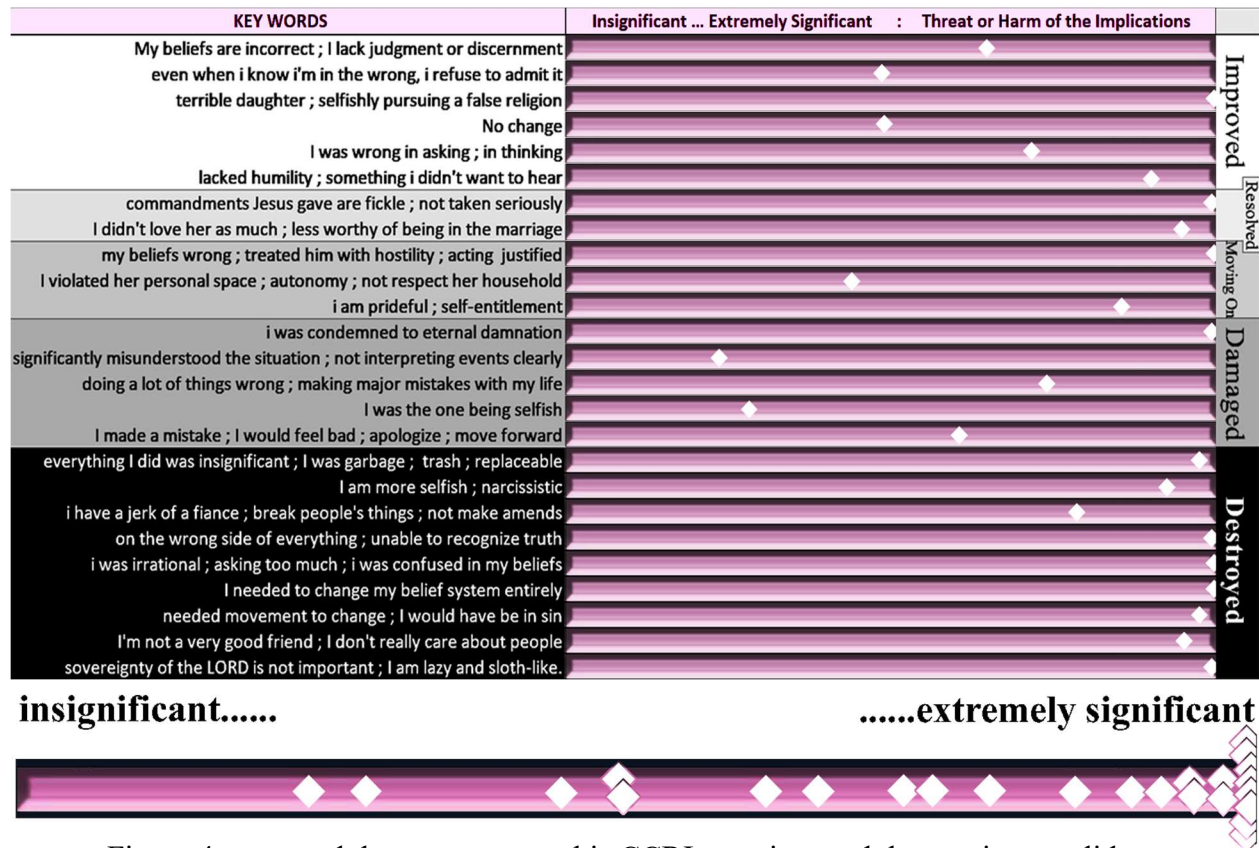 KEY WORDS Insignificant ... Extremely Significant : Threat or Harm of the Implications
My beliefs are incorrect ; I lack judgment or discernment
even when i know i'm in the wrong, i refuse to admit it
terrible daughter ; selfishly pursuing a false religion
No change
I was wrong in asking ; in thinking
lacked humility ; something i didn't want to hear
Improved
commandments Jesus gave are fickle ; not taken seriously
I didn't love her as much ; less worthy of being in the marriage
Resolved
my beliefs wrong ; treated him with hostility ; acting justified
I violated her personal space ; autonomy ; not respect her household
i am prideful ; self-entitlement
Moving On
i was condemned to eternal damnation
significantly misunderstood the situation ; not interpreting events clearly
doing a lot of things wrong ; making major mistakes with my life
I was the one being selfish
I made a mistake ; I would feel bad ; apologize ; move forward
Damaged
everything I did was insignificant ; I was garbage ; trash ; replaceable
I am more selfish ; narcissistic
i have a jerk of a fiance ; break people's things ; not make amends
on the wrong side of everything ; unable to recognize truth
i was irrational ; asking too much ; i was confused in my beliefs
I needed to change my belief system entirely
needed movement to change ; I would have be in sin
I'm not a very good friend ; I don't really care about people
sovereignty of the LORD is not important ; I am lazy and sloth-like.
Destroyed
insignificant...... ......extremely significant